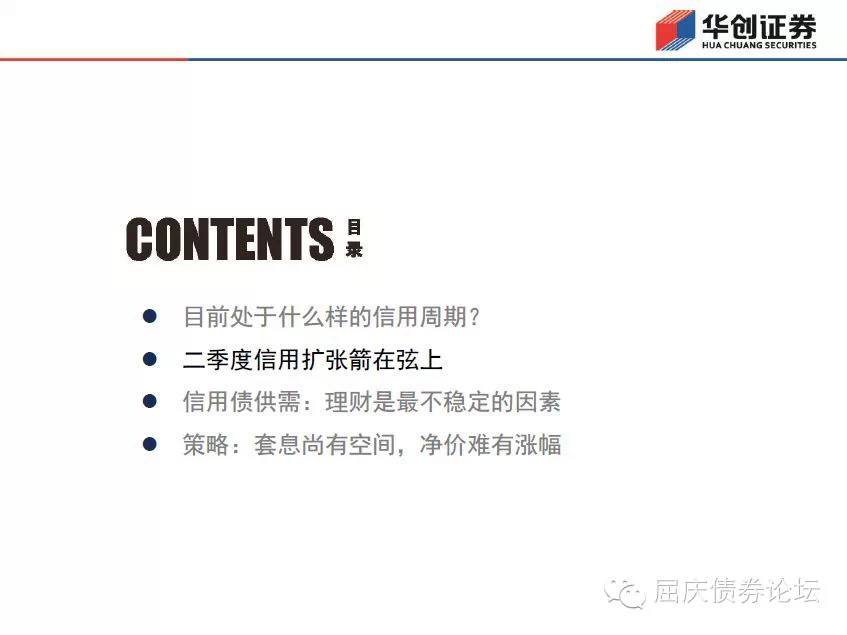 华创证券
HUA CHUANG SECURITIES
CONTENTS 目录
目前处于什么样的信用周期？
二季度信用扩张箭在弦上
信用债供需：理财是最不稳定的因素
策略：套息尚有空间，净价难有涨幅
屈庆债券论坛